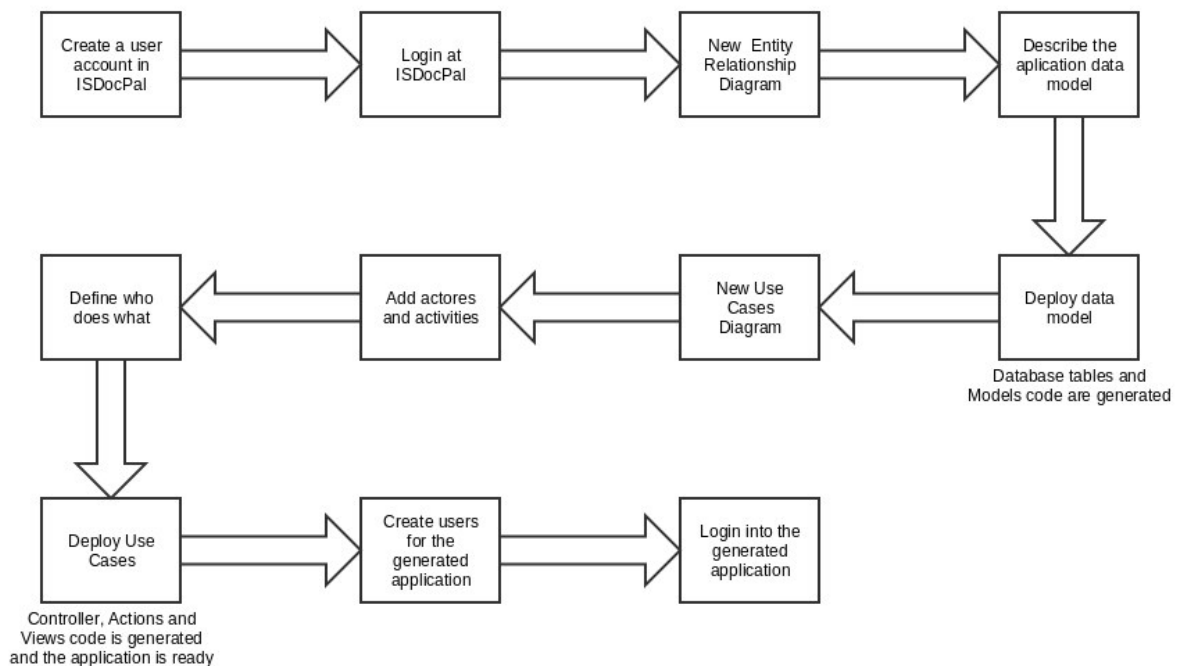 Create a user
account in
ISDocPal
Login at
ISDocPal
New Entity
Relationship
Diagram
Describe the
aplication data
model
Define who
does what
Add actores
and activities
New Use
Cases
Diagram
Deploy data
model
Database tables and
Models code are generated
Deploy Use
Cases
Create users
for the
generated
application
Login into the
generated
application
Controller, Actions and
Views code is generated
and the application is ready